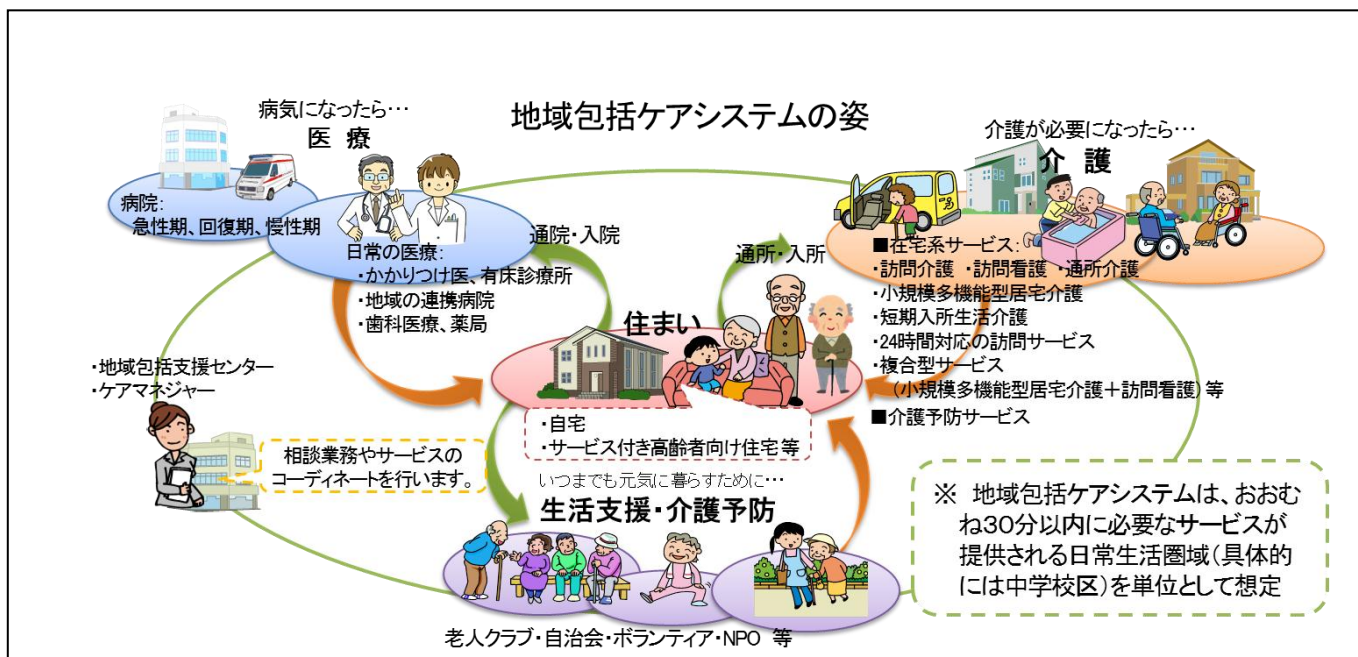 地域包括ケアシステムの姿
病気になったら…
医 療
病院:
急性期、回復期、慢性期
日常の医療:
・かかりつけ医、有床診療所
・地域の連携病院
・歯科医療、薬局
通院・入院
通所・入所
介護が必要になったら…
介 護
■在宅系サービス:
・訪問介護 ・訪問看護 ・通所介護
・小規模多機能型居宅介護
・短期入所生活介護
・24時間対応の訪問サービス
・複合型サービス
(小規模多機能型居宅介護+訪問看護)等
■介護予防サービス
住まい
・自宅
・サービス付き高齢者向け住宅 等
・地域包括支援センター
・ケアマネジャー
相談業務やサービスの
コーディネートを行います。
いつまでも元気に暮らすために…
生活支援・介護予防
老人クラブ・自治会・ボランティア・NPO 等
※ 地域包括ケアシステムは、おおむ
ね30分以内に必要なサービスが
提供される日常生活圏域(具体的
には中学校区)を単位として想定